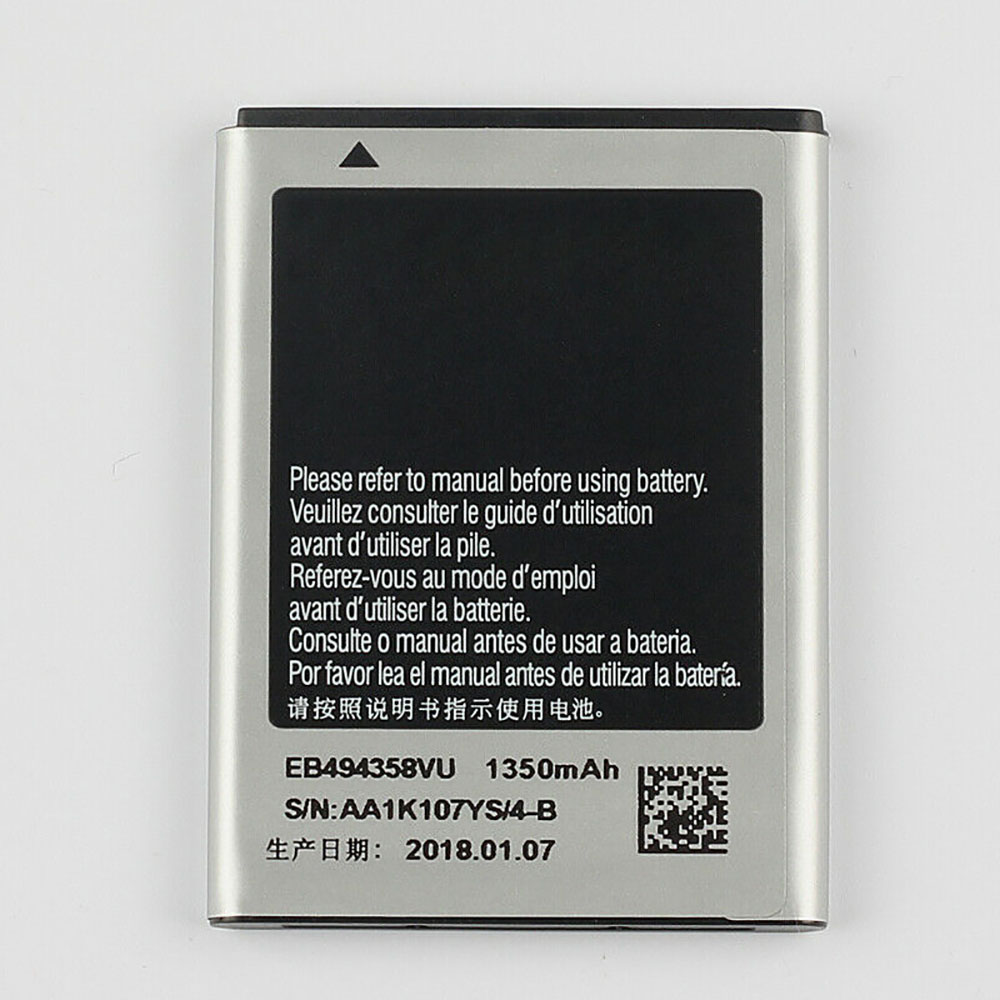 Please refer to manual before using battery.
Veuillez consulter le guide d'utilisation
avant d'utiliser la pile.
Referez-vous au mode d'emploi
avant d'utiliser la batterie.
Consulte o manual antes de usar a bateria.
Por favor lea el manual antes de utilizar la batería.
请按照说明书指示使用电池。
EB494358VU 1350mAh
S/N:AA1K107YS/4-B
生产日期: 2018.01.07